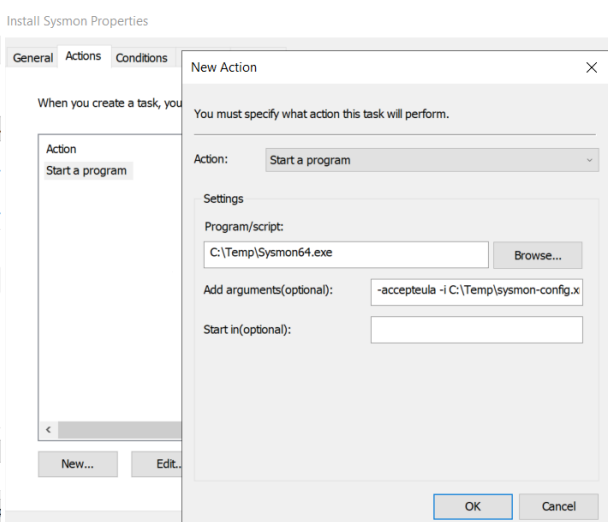 Install Sysmon Properties
General Actions Conditions
New Action
When you create a task, you
You must specify what action this task will perform.
Action
Start a program
Action: Start a program
Settings
Program/script:
C:\Temp\Sysmon64.exe Browse...
Add arguments(optional): -accepteula -i C:\Temp\sysmon-config.x
Start in(optional):
New... Edit..
OK Cancel